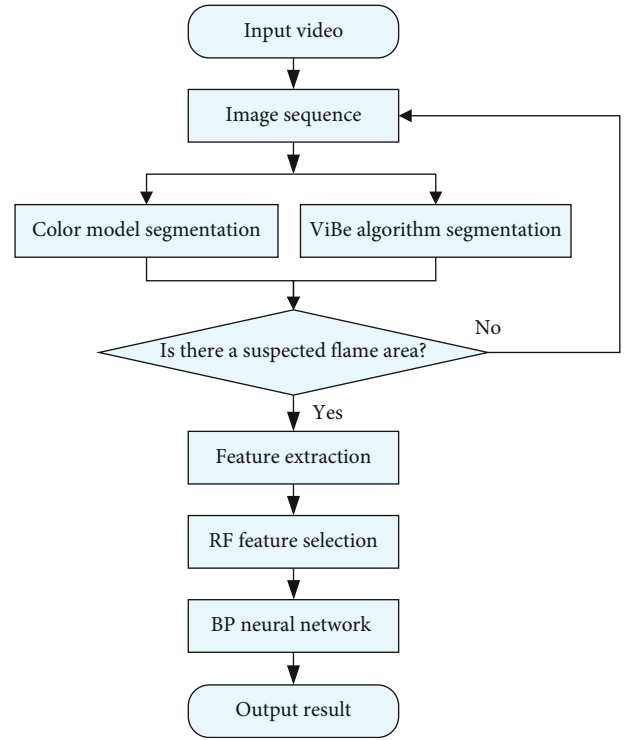 Input video
Image sequence
Color model segmentation
ViBe algorithm segmentation
Is there a suspected flame area?
No
Yes
Feature extraction
RF feature selection
BP neural network
Output result